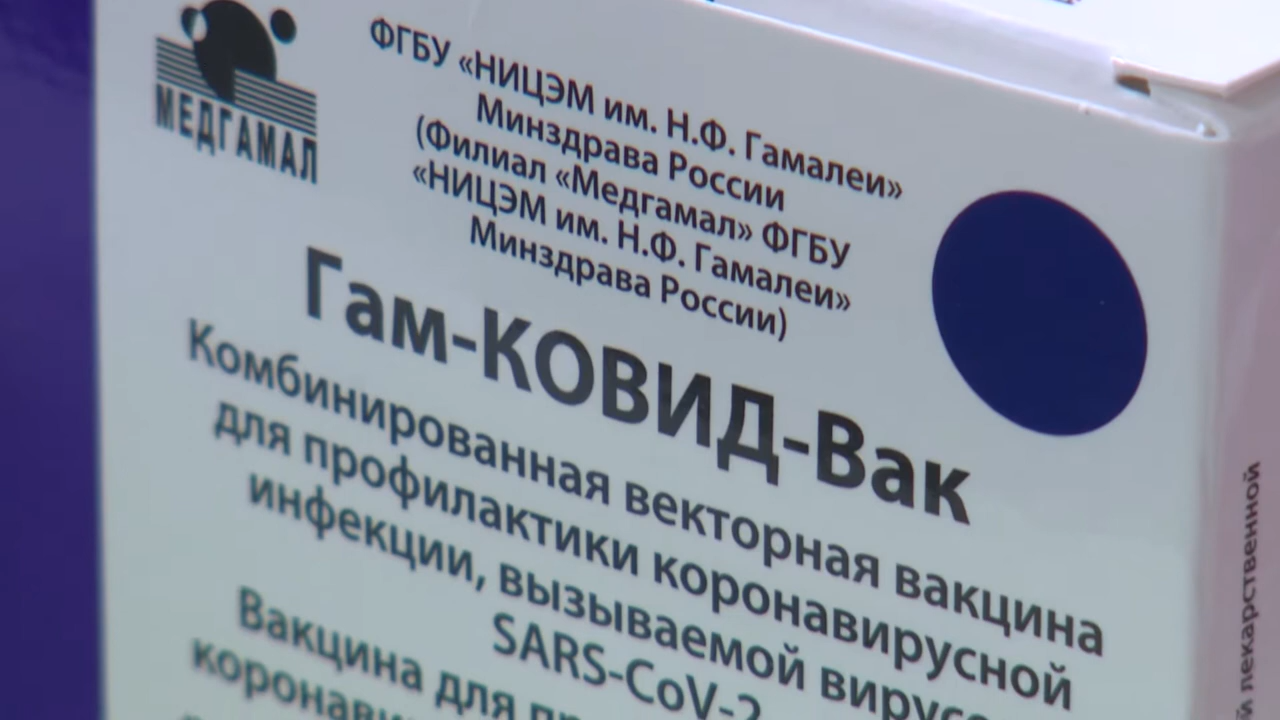 МЕДГАМАЛ
ФГБУ «НИЦЭМ им. Н.Ф. Гамалеи»
Минздрава России
(Филиал «Медгамал» ФГБУ
«НИЦЭМ им. Н.Ф. Гамалеи»
Минздрава России)
Гам-КОВИД-Вак
Комбинированная векторная вакцина
для профилактики коронавирусной
инфекции, вызываемой
SARS-CoV-2
Вакцина для
лекарственной